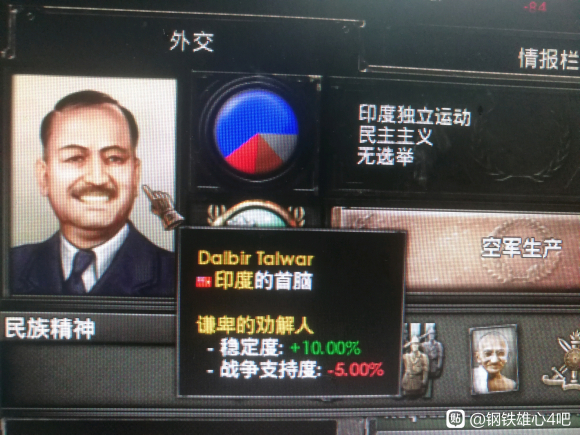 -84
外交
情报栏
印度独立运动
民主主义
无选举
空军生产
Dalbir Talwar
印度的首脑
谦卑的劝解人
- 稳定度: +10.00%
- 战争支持度: -5.00%
民族精神
贴 @钢铁雄心4吧